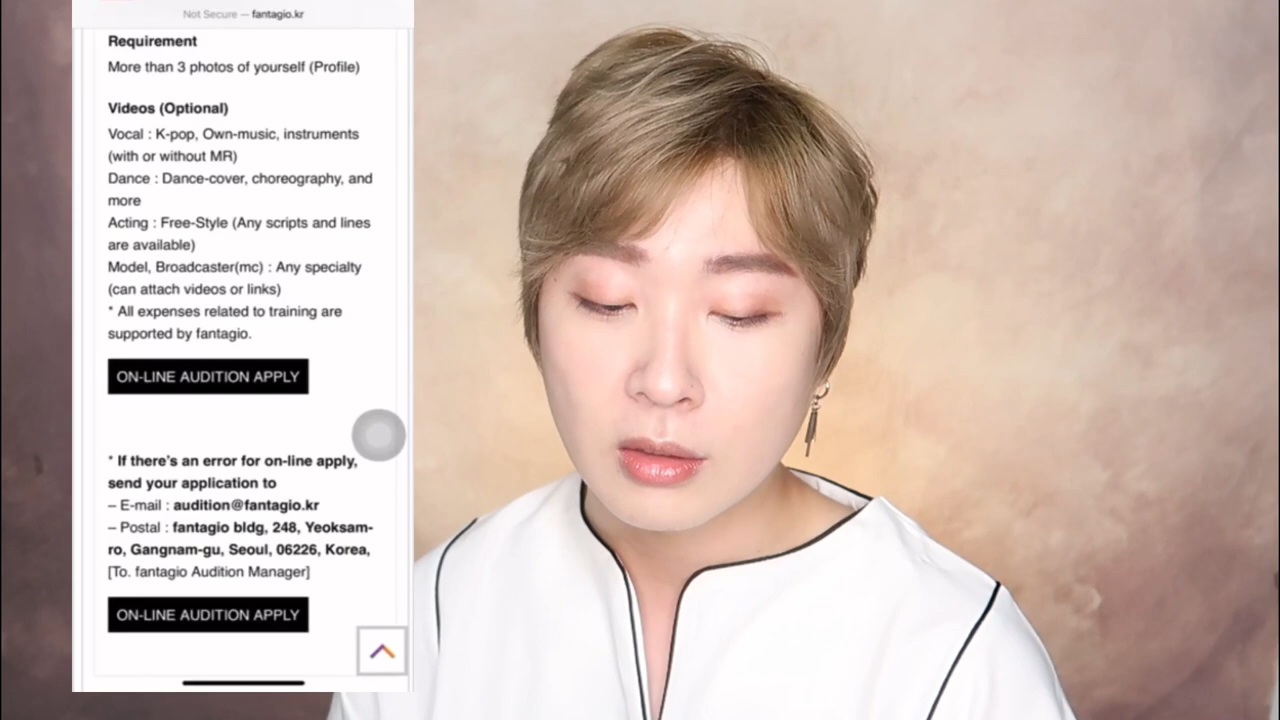 Not Secure — fantagio.kr
Requirement
More than 3 photos of yourself (Profile)
Videos (Optional)
Vocal : K-pop, Own-music, instruments
(with or without MR)
Dance : Dance-cover, choreography, and
more
Acting : Free-Style (Any scripts and lines
are available)
Model, Broadcaster(mc) : Any specialty
(can attach videos or links)
* All expenses related to training are
supported by fantagio.
ON-LINE AUDITION APPLY
* If there's an error for on-line apply,
send your application to
– E-mail : audition@fantagio.kr
– Postal : fantagio bldg, 248, Yeoksam-
ro, Gangnam-gu, Seoul, 06226, Korea,
[To. fantagio Audition Manager]
ON-LINE AUDITION APPLY